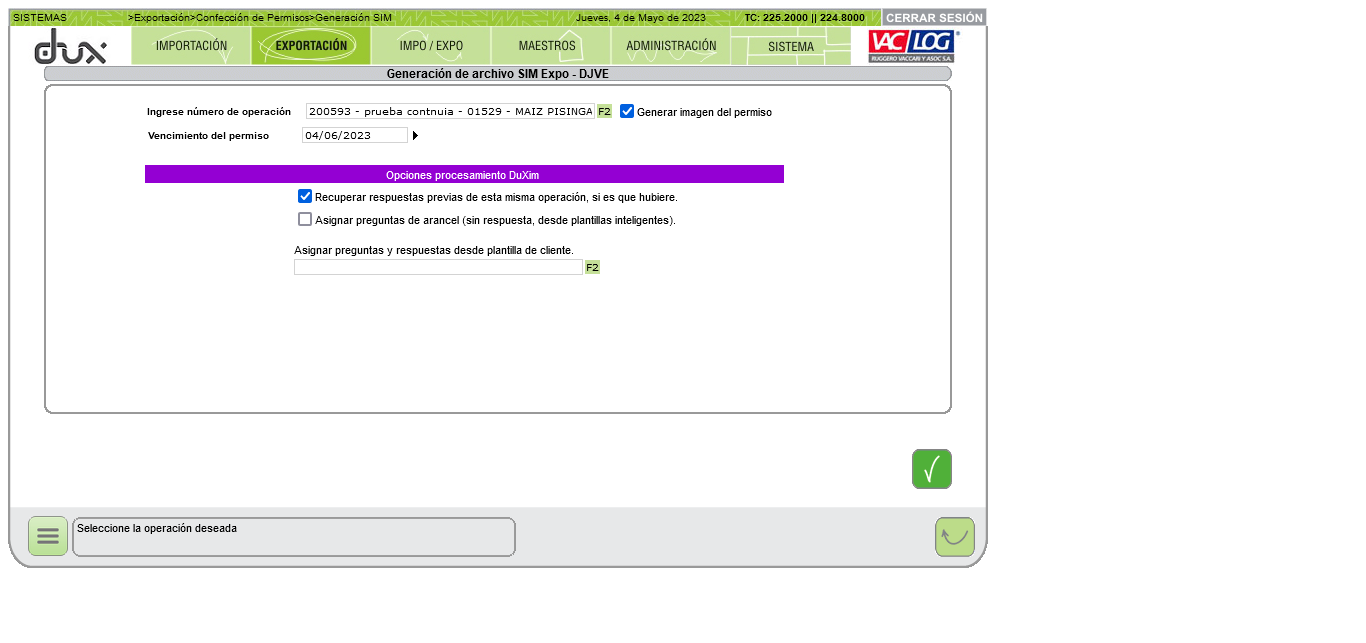 SISTEMAS >Exportación>Confección de Permisos>Generación SIM Jueves, 4 de Mayo de 2023 TC: 225.2000 || 224.8000 CERRAR SESIÓN
dux IMPORTACIÓN EXPORTACIÓN IMPO / EXPO MAESTROS ADMINISTRACIÓN SISTEMA VAC LOG
RUGGERO VACCARI Y ASOC S.A.
Generación de archivo SIM Expo - DJVE
Ingrese número de operación 200593 - prueba contnuia - 01529 - MAIZ PISINGA F2 Generar imagen del permiso
Vencimiento del permiso 04/06/2023
Opciones procesamiento DuXim
Recuperar respuestas previas de esta misma operación, si es que hubiere.
Asignar preguntas de arancel (sin respuesta, desde plantillas inteligentes).
Asignar preguntas y respuestas desde plantilla de cliente.
F2
Seleccione la operación deseada